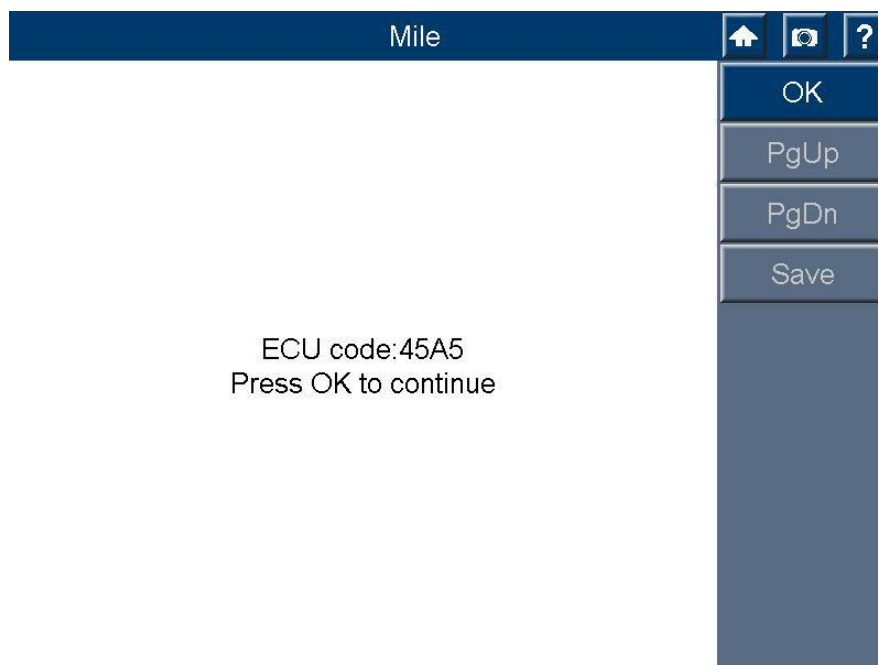 Mile
?
OK
PgUp
PgDn
Save
ECU code:45A5
Press OK to continue